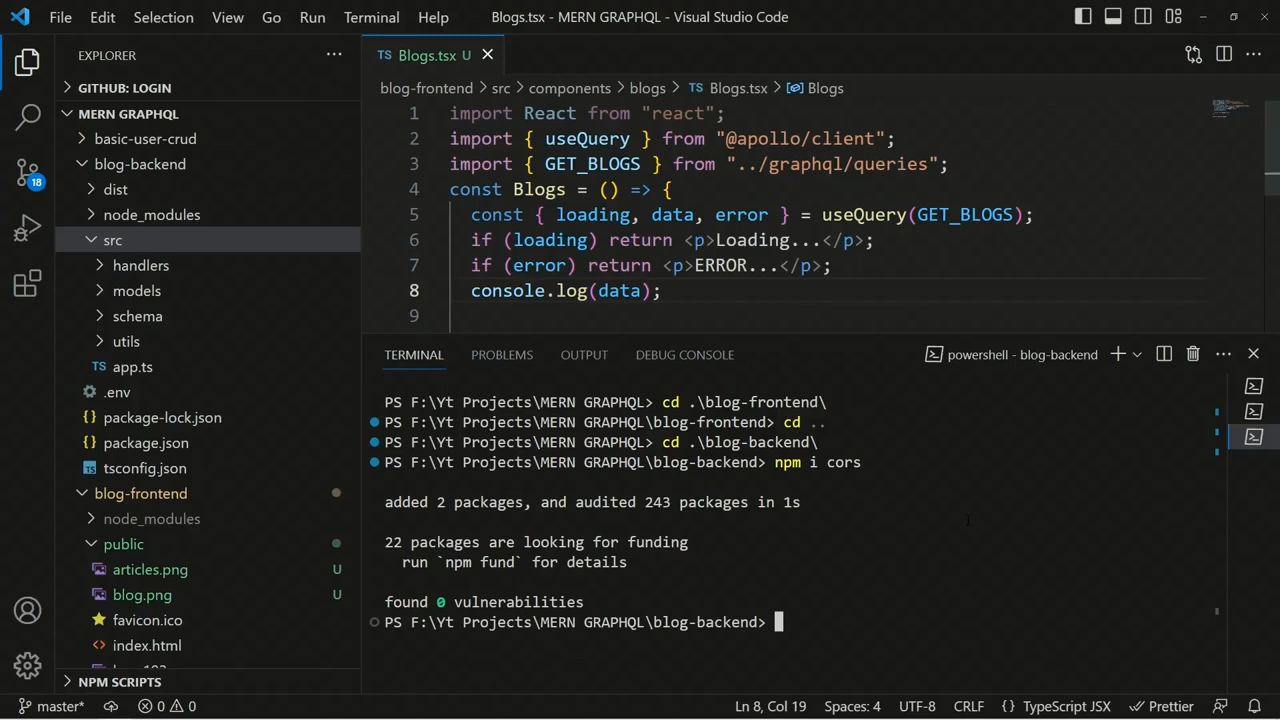 File Edit Selection View Go Run Terminal Help
Blogs.tsx - MERN GRAPHQL - Visual Studio Code
EXPLORER
GITHUB: LOGIN
MERN GRAPHQL
basic-user-crud
blog-backend
dist
node_modules
src
handlers
models
schema
utils
TS app.ts
.env
{} package-lock.json
{} package.json
TS tsconfig.json
blog-frontend
node_modules
public
articles.png U
blog.png U
favicon.ico
<> index.html
NPM SCRIPTS
18
TS Blogs.tsx U
blog-frontend > src > components > blogs > TS Blogs.tsx > Blogs
1 import React from "react";
2 import { useQuery } from "@apollo/client";
3 import { GET_BLOGS } from "../graphql/queries";
4 const Blogs = () => {
5 const { loading, data, error } = useQuery(GET_BLOGS);
6 if (loading) return <p>Loading...</p>;
7 if (error) return <p>ERROR...</p>;
8 console.log(data);
9
TERMINAL PROBLEMS OUTPUT DEBUG CONSOLE
powershell - blog-backend
PS F:\Yt Projects\MERN GRAPHQL> cd .\blog-frontend\
PS F:\Yt Projects\MERN GRAPHQL\blog-frontend> cd ..
PS F:\Yt Projects\MERN GRAPHQL> cd .\blog-backend\
PS F:\Yt Projects\MERN GRAPHQL\blog-backend> npm i cors
added 2 packages, and audited 243 packages in 1s
22 packages are looking for funding
run `npm fund` for details
found 0 vulnerabilities
PS F:\Yt Projects\MERN GRAPHQL\blog-backend>
master* 0 0
Ln 8, Col 19 Spaces: 4 UTF-8 CRLF {} TypeScript JSX Prettier